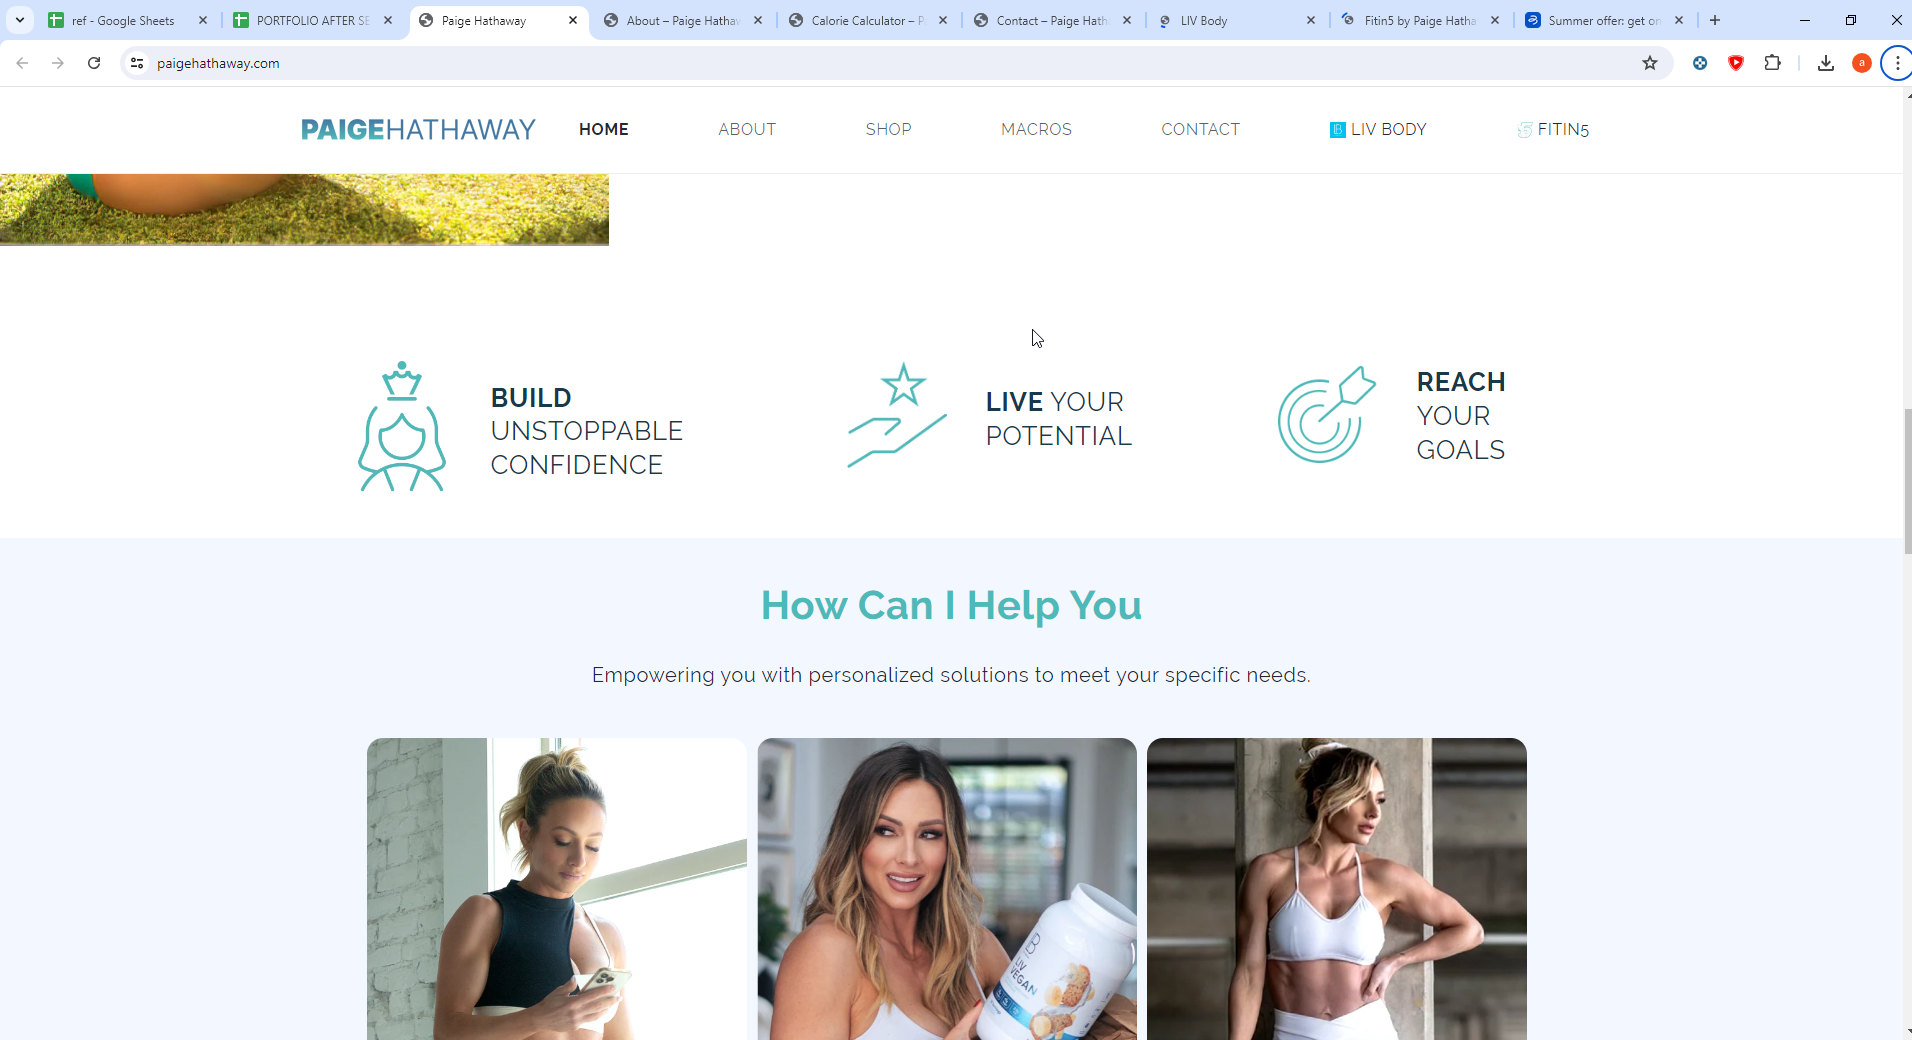 ref - Google Sheets
PORTFOLIO AFTER SE
Paige Hathaway
About – Paige Hathaw
Calorie Calculator – P
Contact – Paige Hath
LIV Body
Fitin5 by Paige Hatha
Summer offer: get on
paigehathaway.com
a
PAIGEHATHAWAY
HOME
ABOUT
SHOP
MACROS
CONTACT
LIV BODY
FITIN5
BUILD
UNSTOPPABLE
CONFIDENCE
LIVE YOUR
POTENTIAL
REACH
YOUR
GOALS
How Can I Help You
Empowering you with personalized solutions to meet your specific needs.
LIV
VEGAN